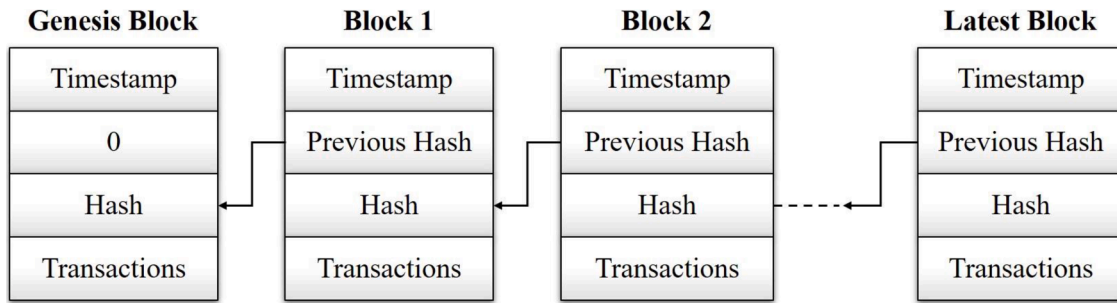 Genesis Block
Timestamp
0
Hash
Transactions
Block 1
Timestamp
Previous Hash
Hash
Transactions
Block 2
Timestamp
Previous Hash
Hash
Transactions
Latest Block
Timestamp
Previous Hash
Hash
Transactions